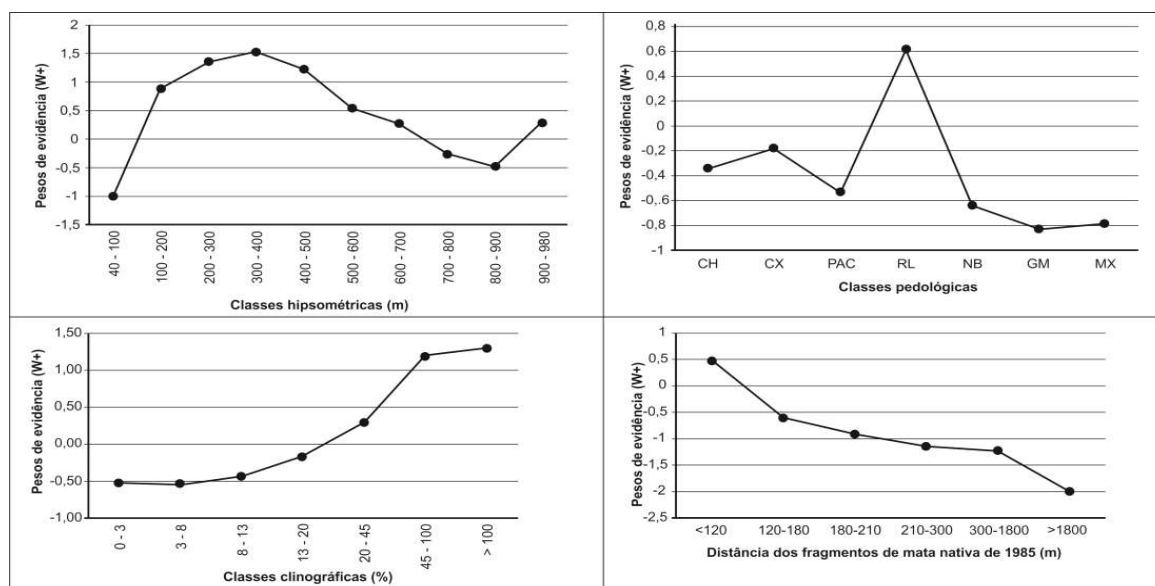 Pesos de evidência (W+)
2
1,5
1
0,5
0
-0,5
-1
-1,5
40 - 100
100 - 200
200 - 300
300 - 400
400 - 500
500 - 600
600 - 700
700 - 800
800 - 900
900 - 980
Classes hipsométricas (m)
Pesos de evidência (W+)
0,8
0,6
0,4
0,2
0
-0,2
-0,4
-0,6
-0,8
-1
CH CX PAC RL NB GM MX
Classes pedológicas
Pesos de evidência (W+)
1,50
1,00
0,50
0,00
-0,50
-1,00
0 - 3
3 - 8
8 - 13
13 - 20
20 - 45
45 - 100
> 100
Classes clinográficas (%)
Pesos de evidência (W+)
1
0,5
0
-0,5
-1
-1,5
-2
-2,5
<120 120-180 180-210 210-300 300-1800 >1800
Distância dos fragmentos de mata nativa de 1985 (m)